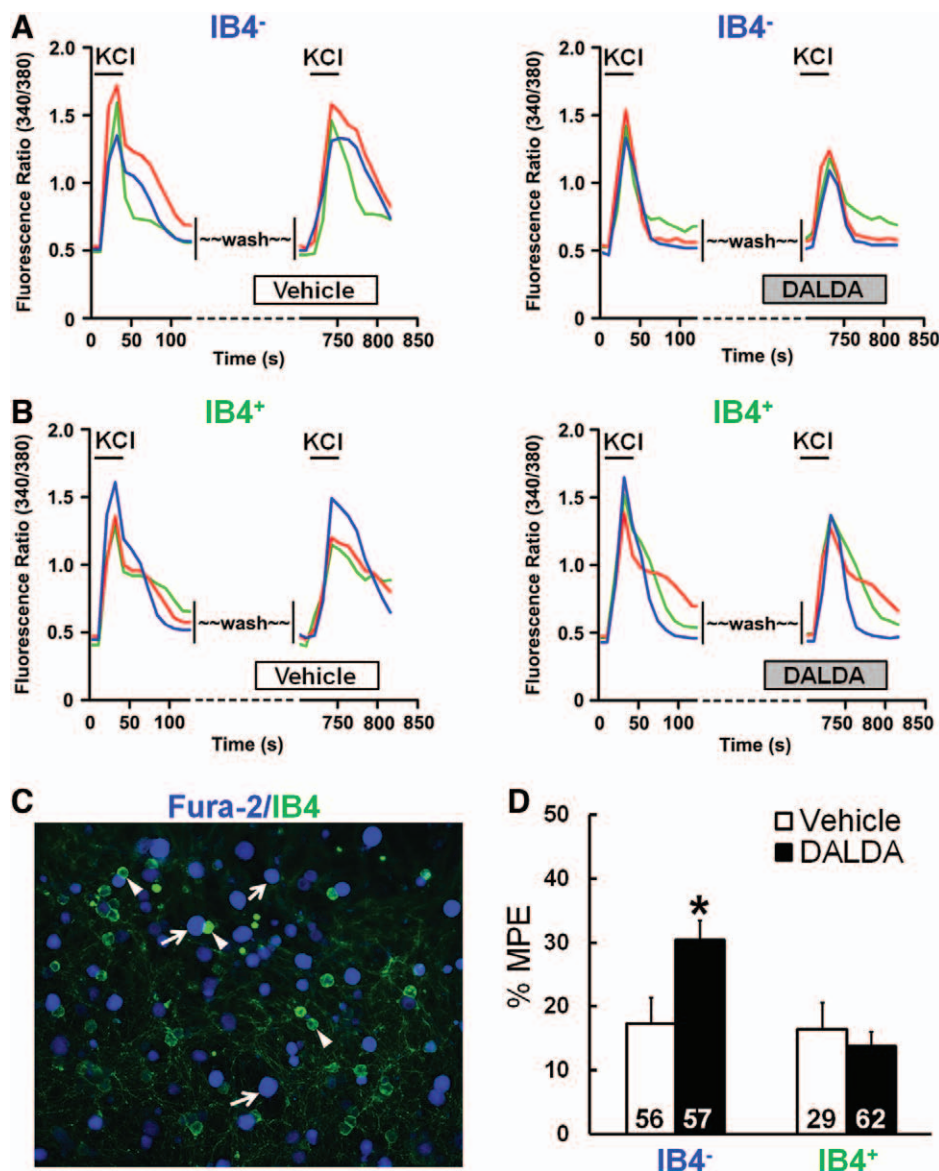 A
IB4-
IB4-
Fluorescence Ratio (340/380)
2.0
1.5
1.0
0.5
0
KCl
KCl
~~wash~~
Vehicle
0 50 100 750 800 850
Time (s)
Fluorescence Ratio (340/380)
2.0
1.5
1.0
0.5
0
KCl
KCl
~~wash~~
DALDA
0 50 100 750 800 850
Time (s)
B
IB4+
IB4+
Fluorescence Ratio (340/380)
2.0
1.5
1.0
0.5
0
KCl
KCl
~~wash~~
Vehicle
0 50 100 750 800 850
Time (s)
Fluorescence Ratio (340/380)
2.0
1.5
1.0
0.5
0
KCl
KCl
~~wash~~
DALDA
0 50 100 750 800 850
Time (s)
C
Fura-2/IB4
D
% MPE
50
40
30
20
10
0
Vehicle
DALDA
*
56 57 29 62
IB4- IB4+